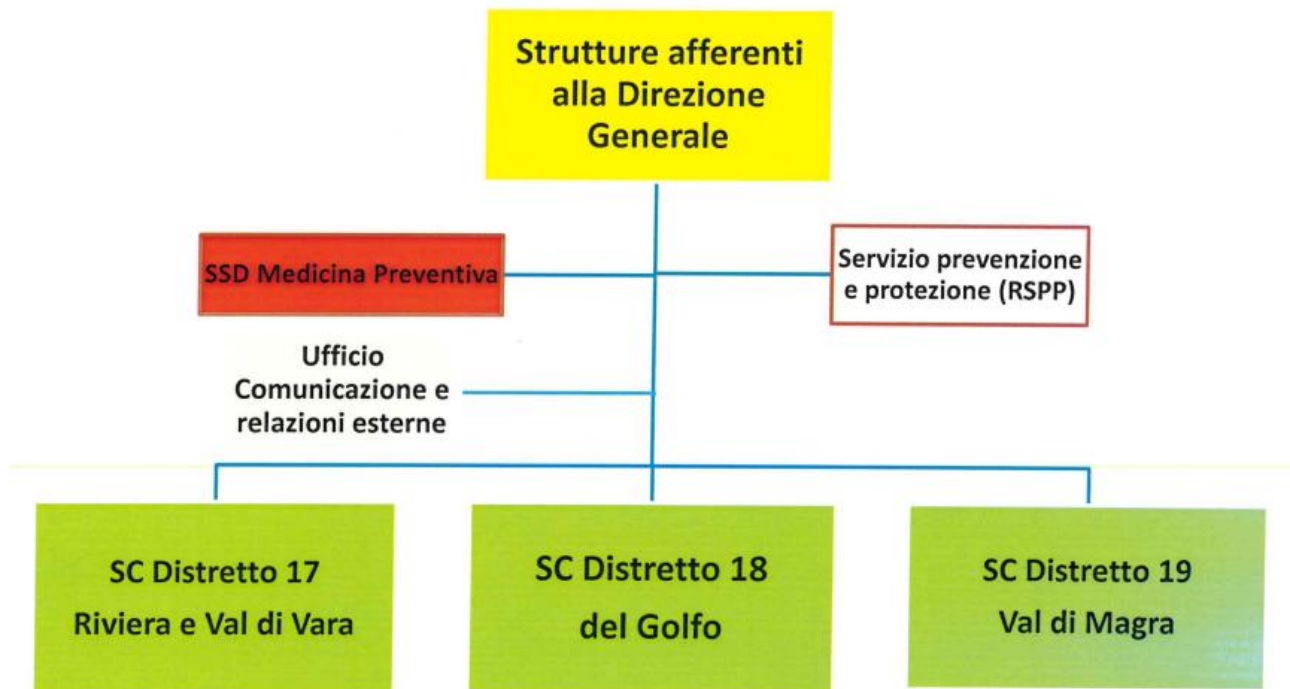 Strutture afferenti
alla Direzione
Generale
SSD Medicina Preventiva
Servizio prevenzione
e protezione (RSPP)
Ufficio
Comunicazione e
relazioni esterne
SC Distretto 17
Riviera e Val di Vara
SC Distretto 18
del Golfo
SC Distretto 19
Val di Magra